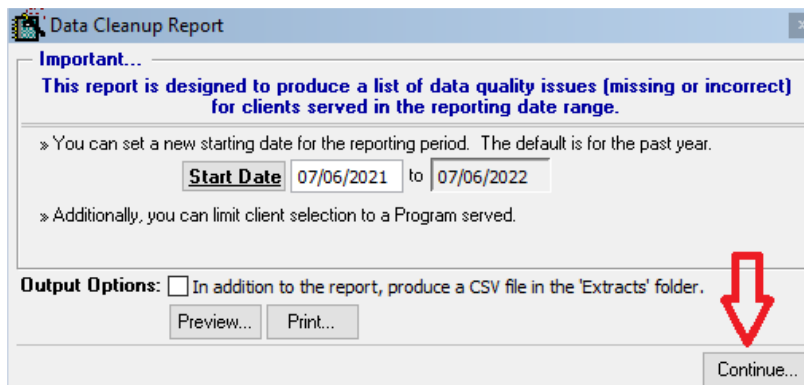 Data Cleanup Report
Important...
This report is designed to produce a list of data quality issues (missing or incorrect)
for clients served in the reporting date range.
» You can set a new starting date for the reporting period. The default is for the past year.
Start Date 07/06/2021 to 07/06/2022
» Additionally, you can limit client selection to a Program served.
Output Options: In addition to the report, produce a CSV file in the 'Extracts' folder.
Preview... Print...
Continue...